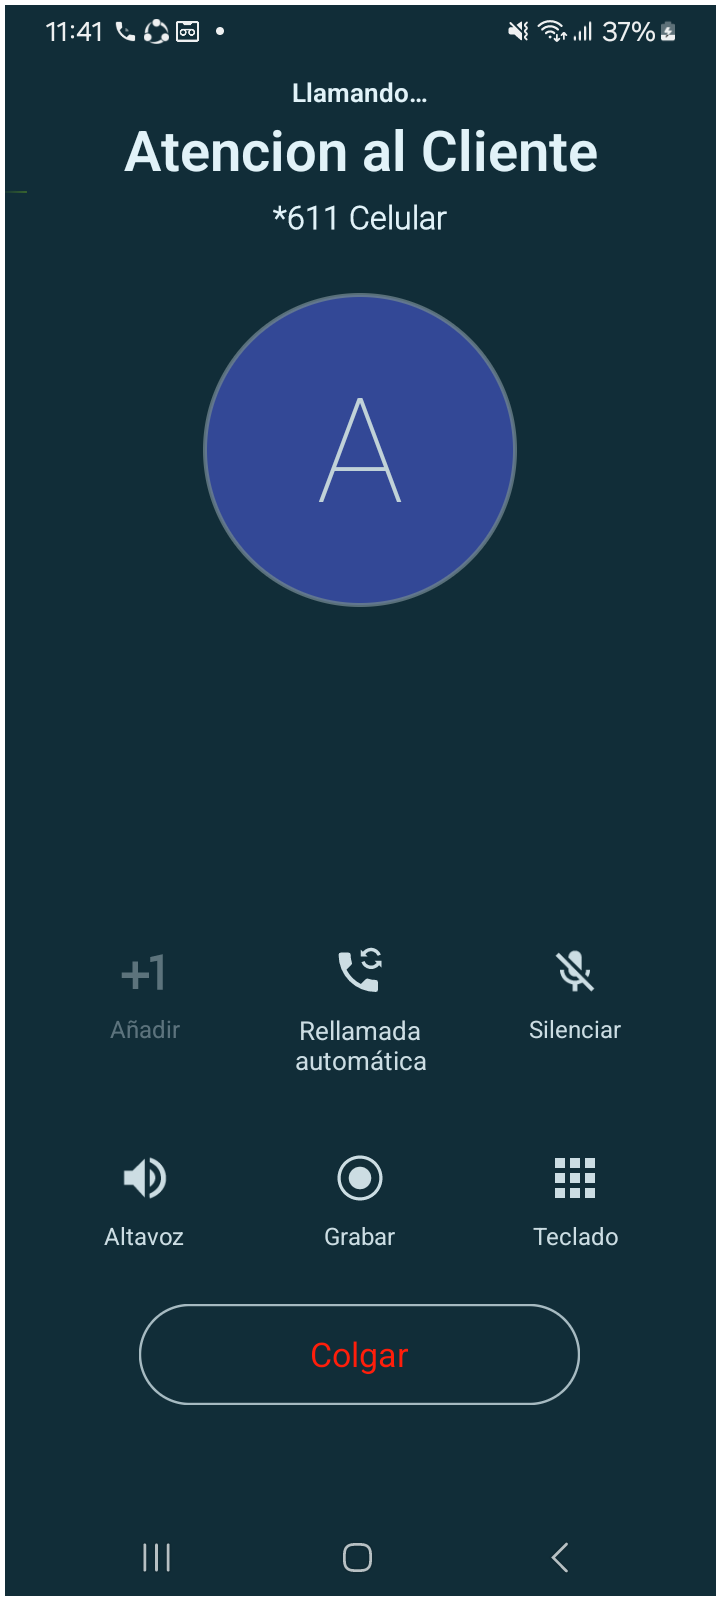 11:41 37%
Llamando...
Atencion al Cliente
*611 Celular
A
+1
Añadir
Rellamada
automática
Silenciar
Altavoz
Grabar
Teclado
Colgar